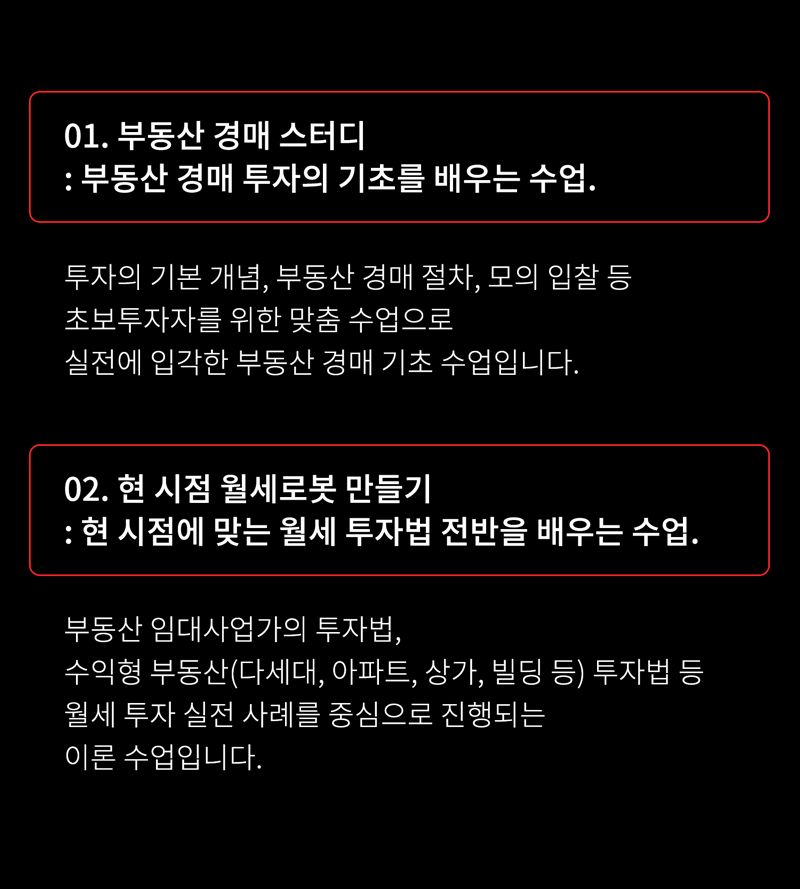 01. 부동산 경매 스터디
: 부동산 경매 투자의 기초를 배우는 수업.
투자의 기본 개념, 부동산 경매 절차, 모의 입찰 등
초보투자자를 위한 맞춤 수업으로
실전에 입각한 부동산 경매 기초 수업입니다.
02. 현 시점 월세로봇 만들기
: 현 시점에 맞는 월세 투자법 전반을 배우는 수업.
부동산 임대사업가의 투자법,
수익형 부동산(다세대, 아파트, 상가, 빌딩 등) 투자법 등
월세 투자 실전 사례를 중심으로 진행되는
이론 수업입니다.